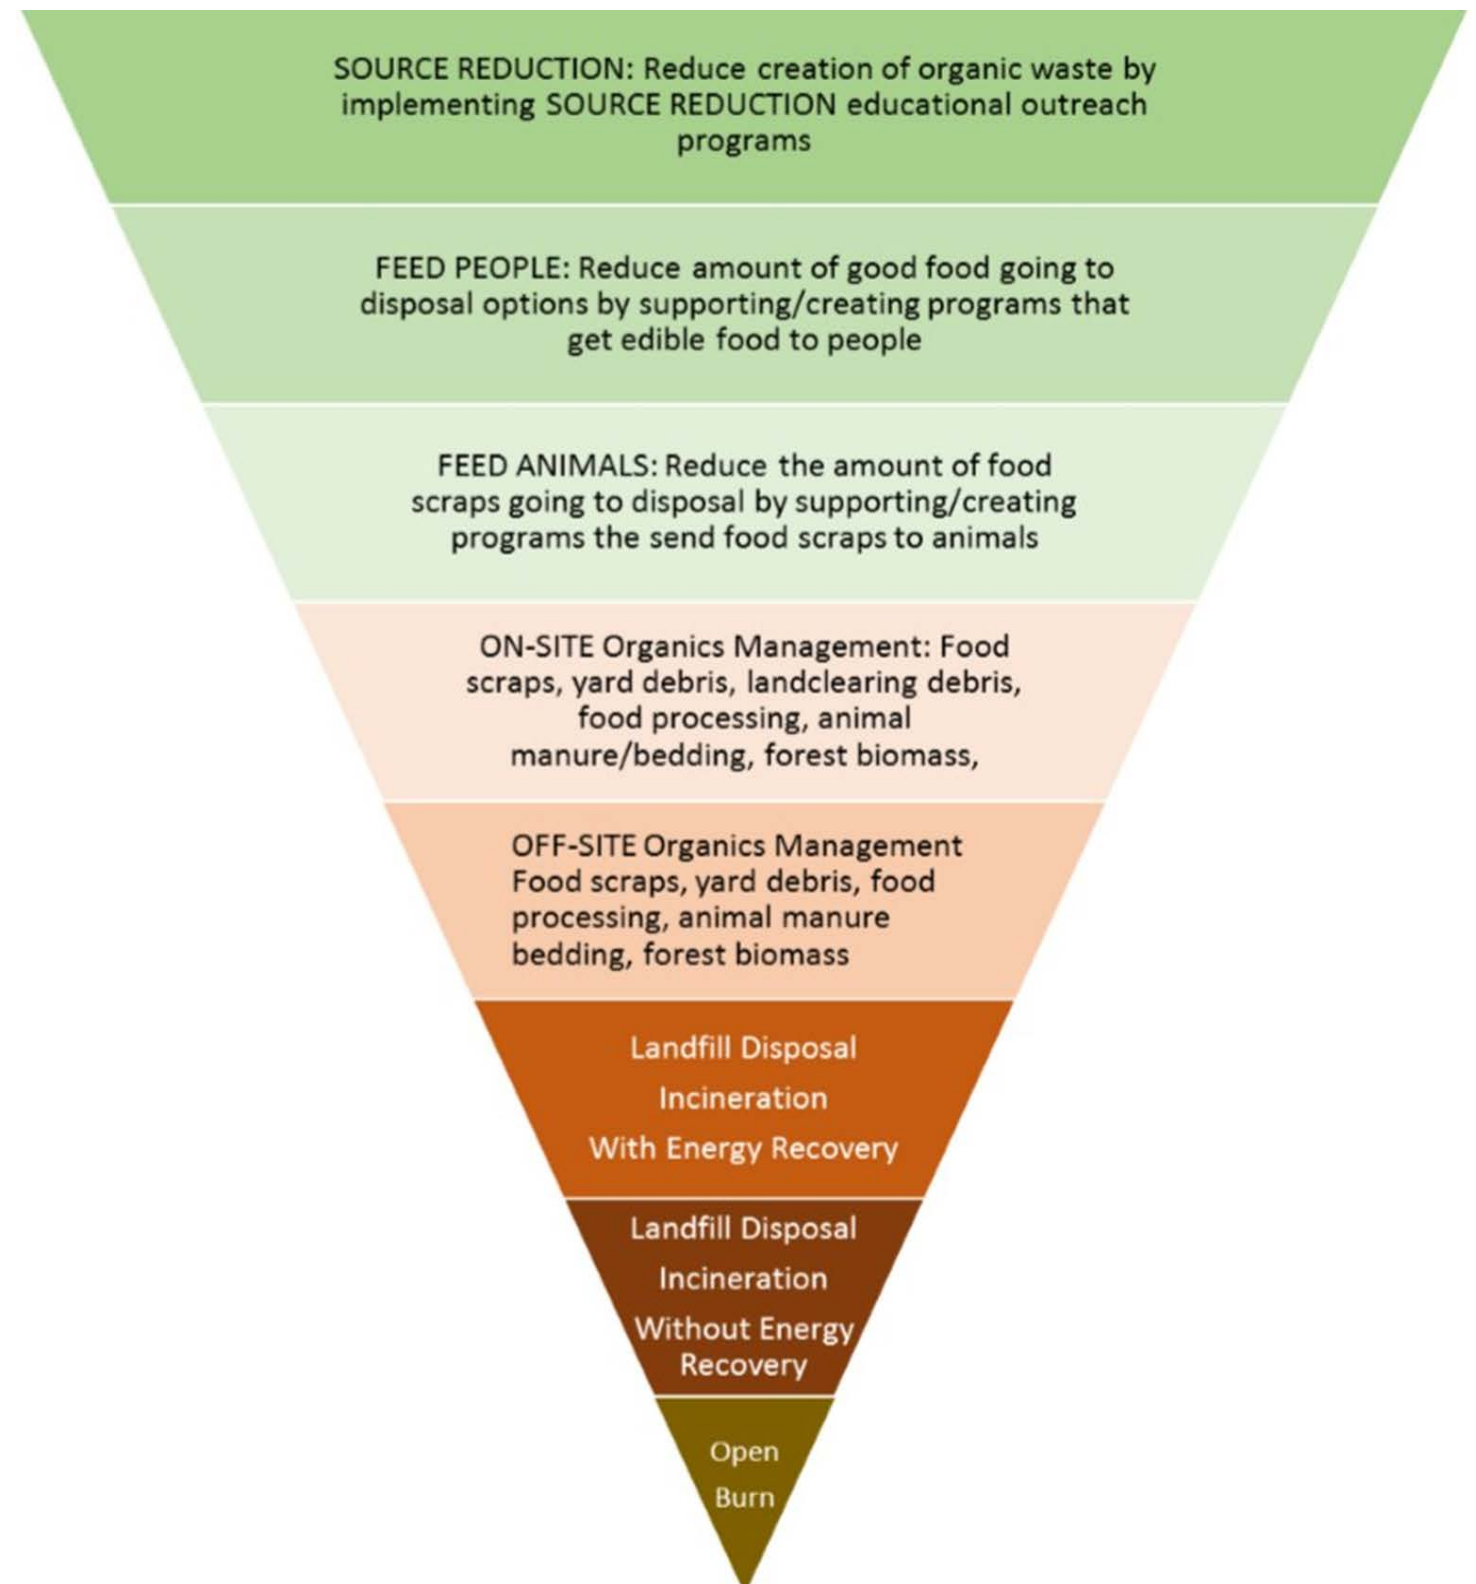 SOURCE REDUCTION: Reduce creation of organic waste by
implementing SOURCE REDUCTION educational outreach
programs
FEED PEOPLE: Reduce amount of good food going to
disposal options by supporting/creating programs that
get edible food to people
FEED ANIMALS: Reduce the amount of food
scraps going to disposal by supporting/creating
programs the send food scraps to animals
ON-SITE Organics Management: Food
scraps, yard debris, landclearing debris,
food processing, animal
manure/bedding, forest biomass,
OFF-SITE Organics Management
Food scraps, yard debris, food
processing, animal manure
bedding, forest biomass
Landfill Disposal
Incineration
With Energy Recovery
Landfill Disposal
Incineration
Without Energy
Recovery
Open
Burn